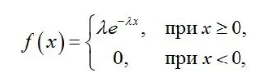 f(x) = { λe^{-λx}, при x ≥ 0,
0, при x < 0,